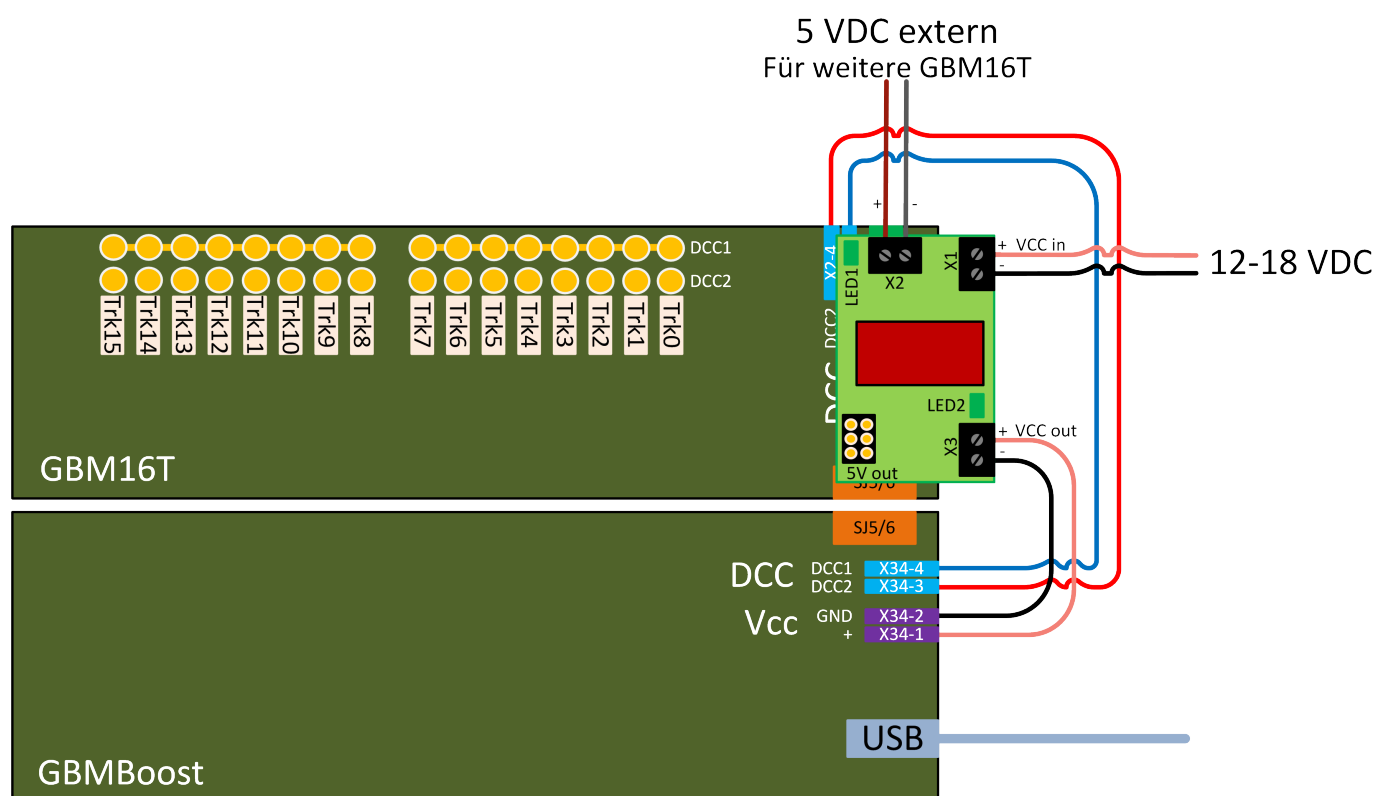 5 VDC extern
Für weitere GBM16T
+ -
DCC1
DCC2
Trk15
Trk14
Trk13
Trk12
Trk11
Trk10
Trk9
Trk8
Trk7
Trk6
Trk5
Trk4
Trk3
Trk2
Trk1
Trk0
X2-4
DCC2
DCC
LED1
X2
X1
+ VCC in
-
12-18 VDC
LED2
X3
+ VCC out
-
5V out
SJ5/6
GBM16T
SJ5/6
DCC
DCC1 X34-4
DCC2 X34-3
Vcc
GND X34-2
+ X34-1
USB
GBMBoost